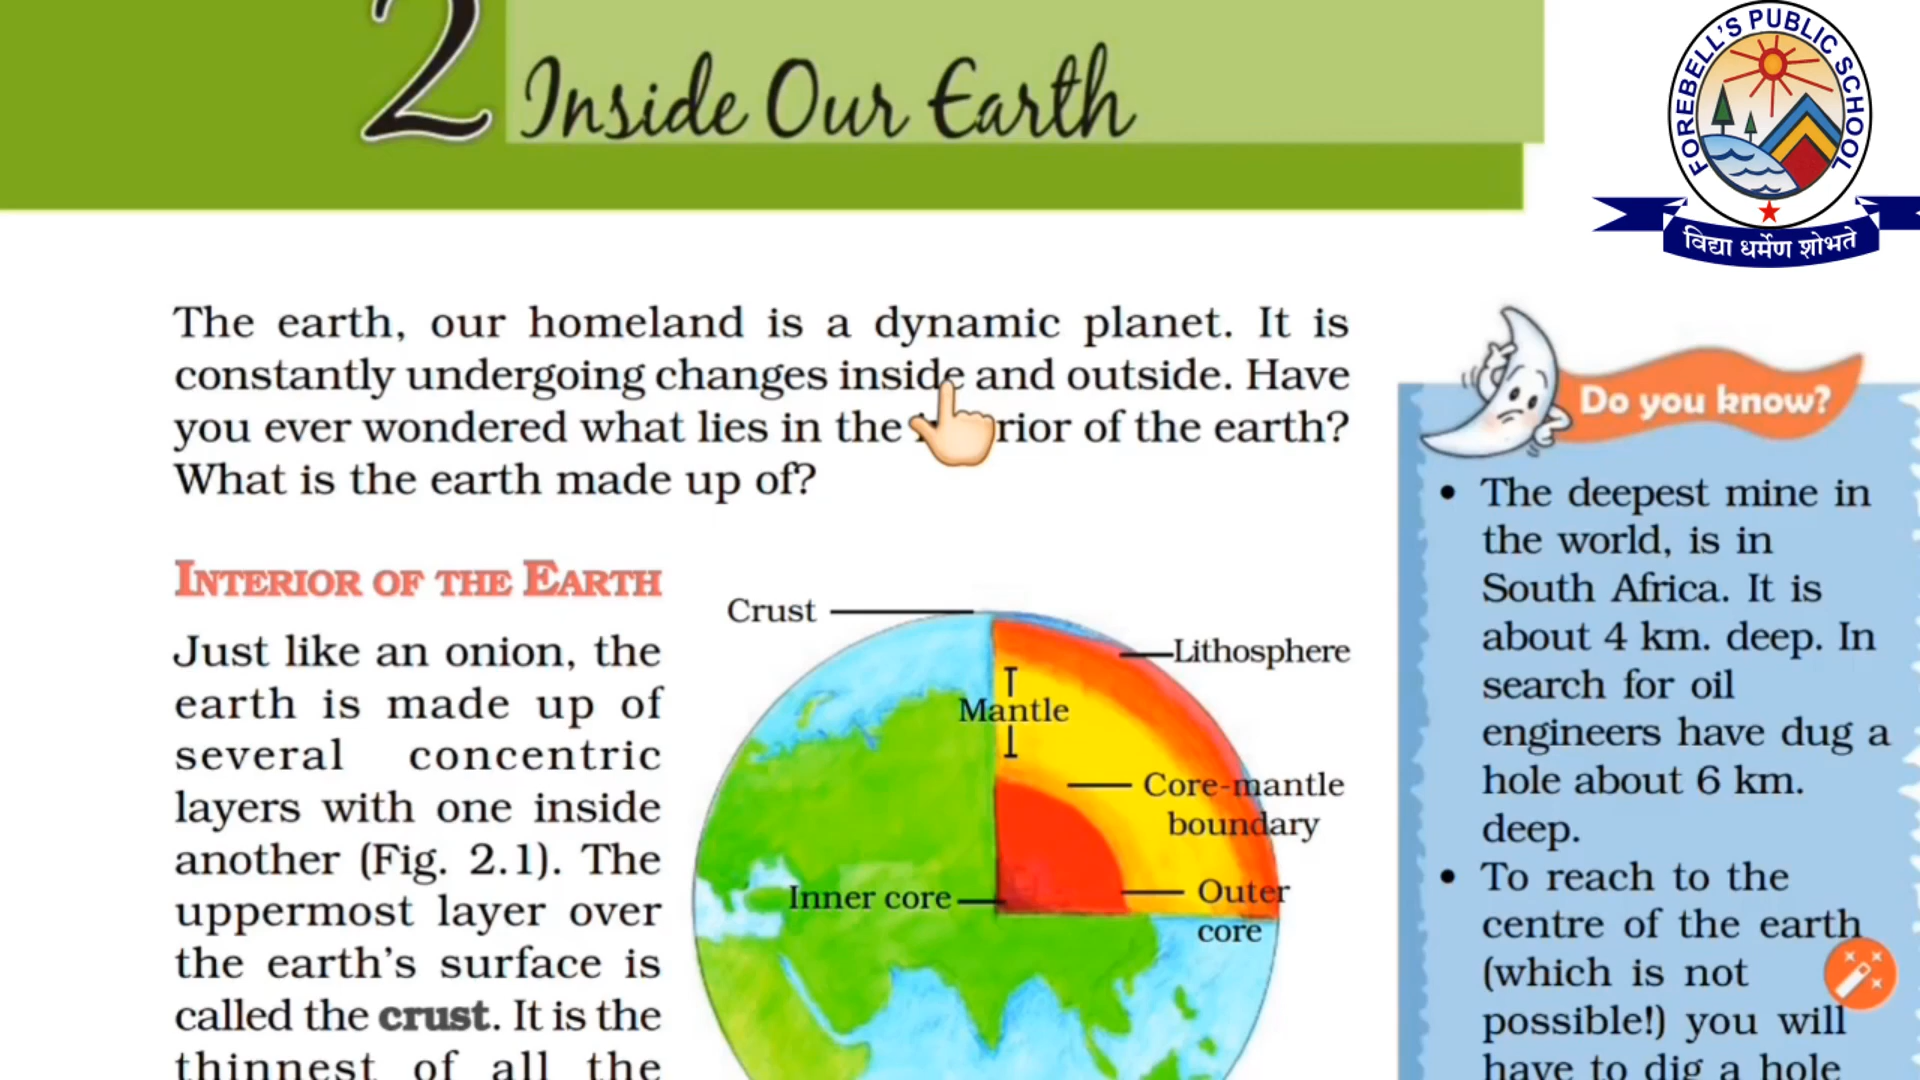 2 Inside Our Earth
FOREBELL'S PUBLIC SCHOOL
विद्या धर्मेण शोभते
The earth, our homeland is a dynamic planet. It is
constantly undergoing changes inside and outside. Have
you ever wondered what lies in the rior of the earth?
What is the earth made up of?
INTERIOR OF THE EARTH
Just like an onion, the
earth is made up of
several concentric
layers with one inside
another (Fig. 2.1). The
uppermost layer over
the earth's surface is
called the crust. It is the
thinnest of all the
Crust
Lithosphere
Mantle
Core-mantle
boundary
Inner core
Outer
core
Do you know?
• The deepest mine in
the world, is in
South Africa. It is
about 4 km. deep. In
search for oil
engineers have dug a
hole about 6 km.
deep.
• To reach to the
centre of the earth
(which is not
possible!) you will
have to dig a hole